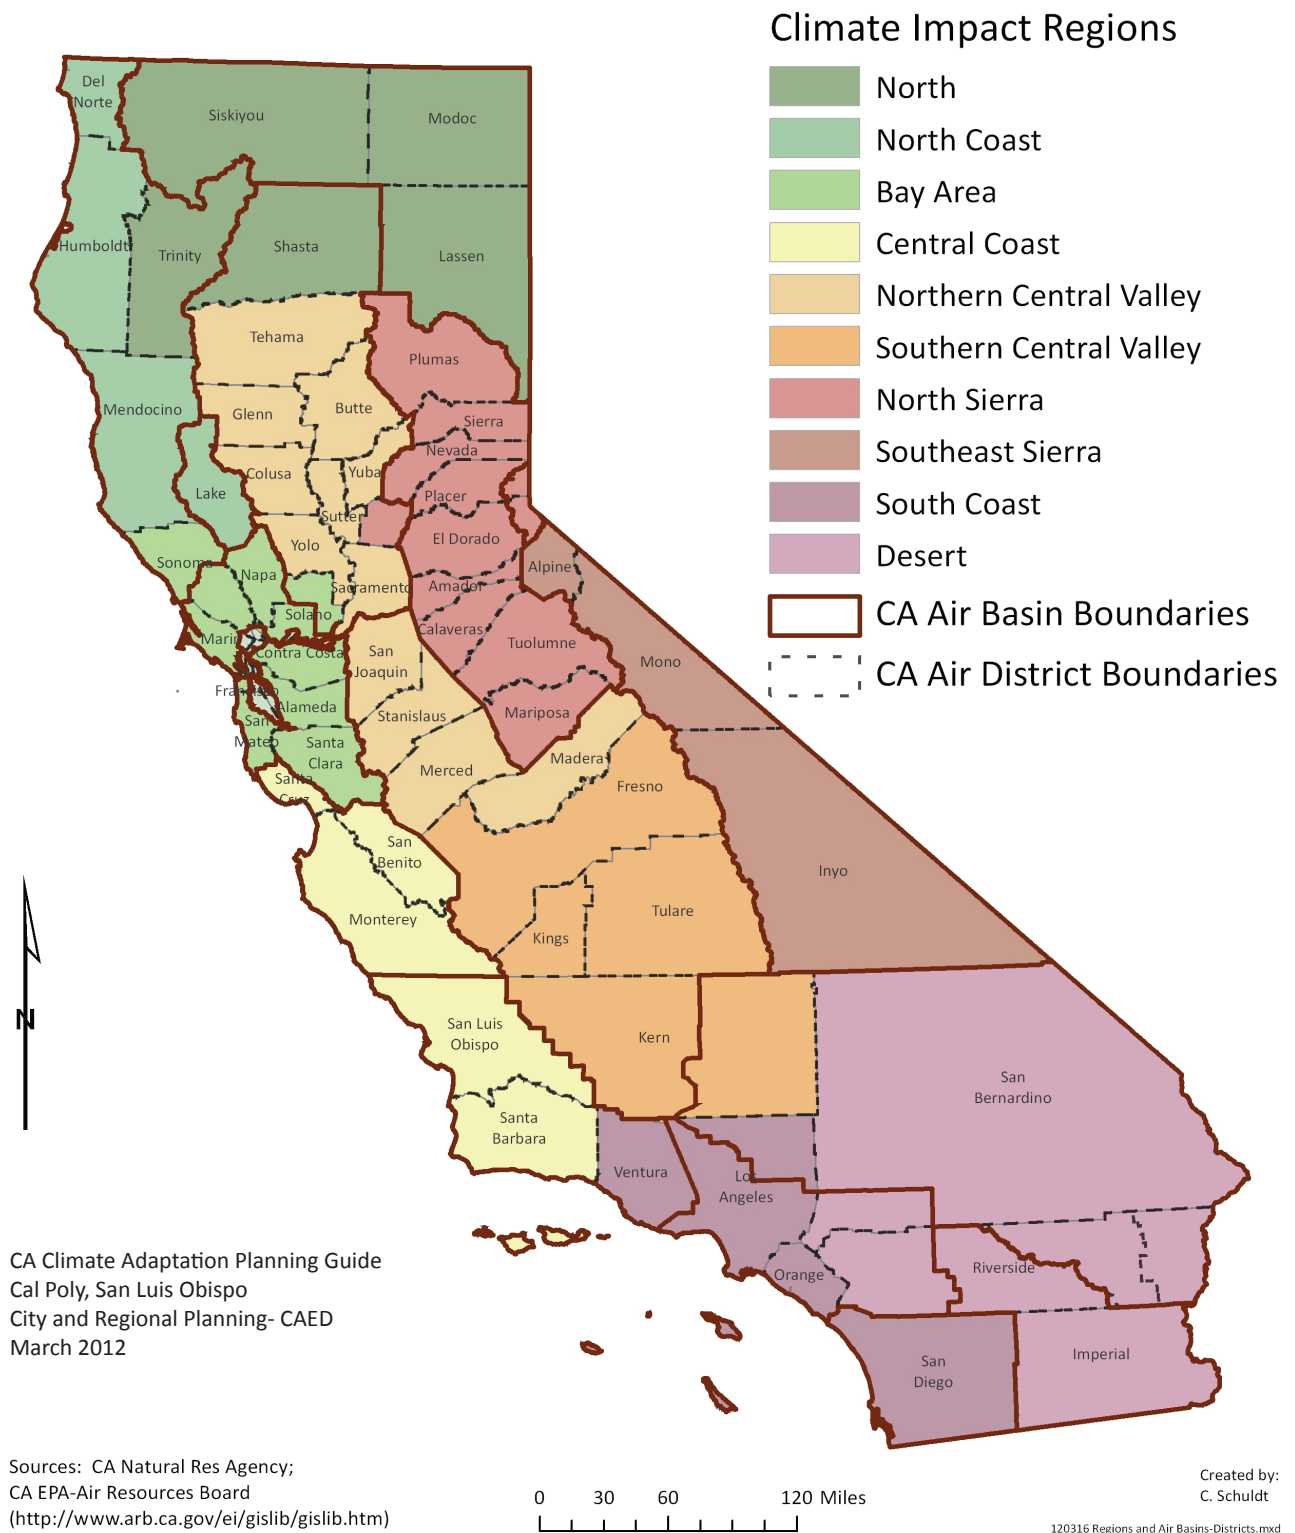 Climate Impact Regions
North
North Coast
Bay Area
Central Coast
Northern Central Valley
Southern Central Valley
North Sierra
Southeast Sierra
South Coast
Desert
CA Air Basin Boundaries
CA Air District Boundaries
Del
Norte
Siskiyou
Modoc
Humboldt
Trinity
Shasta
Lassen
Tehama
Plumas
Mendocino
Glenn
Butte
Sierra
Nevada
Colusa
Yuba
Lake
Placer
Sutter
Yolo
El Dorado
Sonoma
Napa
Alpine
Sacramento
Amador
Solano
Calaveras
Marin
Contra Costa
San
Joaquin
Tuolumne
Mono
Francisco
Alameda
San
Mateo
Stanislaus
Mariposa
Santa
Clara
Merced
Madera
Fresno
Santa
Cruz
San
Benito
Inyo
Monterey
Kings
Tulare
San Luis
Obispo
Kern
San
Bernardino
Santa
Barbara
Ventura
Los
Angeles
Orange
Riverside
San
Diego
Imperial
N
CA Climate Adaptation Planning Guide
Cal Poly, San Luis Obispo
City and Regional Planning- CAED
March 2012
Sources:  CA Natural Res Agency;
CA EPA-Air Resources Board
(http://www.arb.ca.gov/ei/gislib/gislib.htm)
0 30 60 120 Miles
Created by:
C. Schuldt
120316 Regions and Air Basins-Districts.mxd